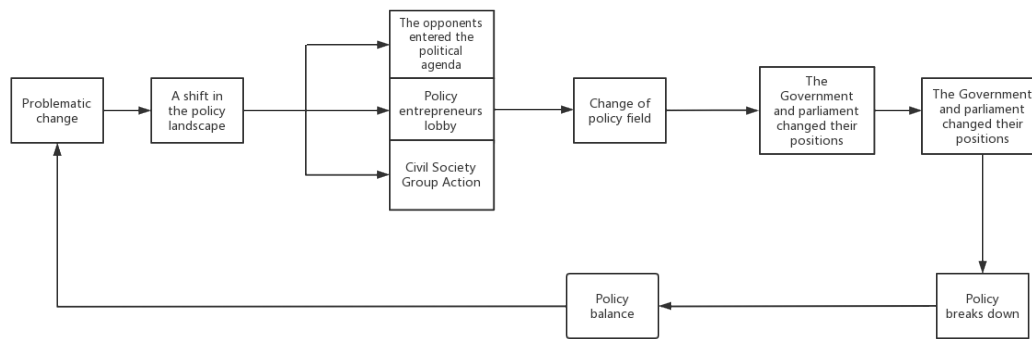 The opponents
entered the
political
agenda
Problematic
change
A shift in
the policy
landscape
Policy
entrepreneurs
lobby
Change of
policy field
The
Government
and parliament
changed their
positions
The Government
and parliament
changed their
positions
Civil Society
Group Action
Policy
balance
Policy
breaks down